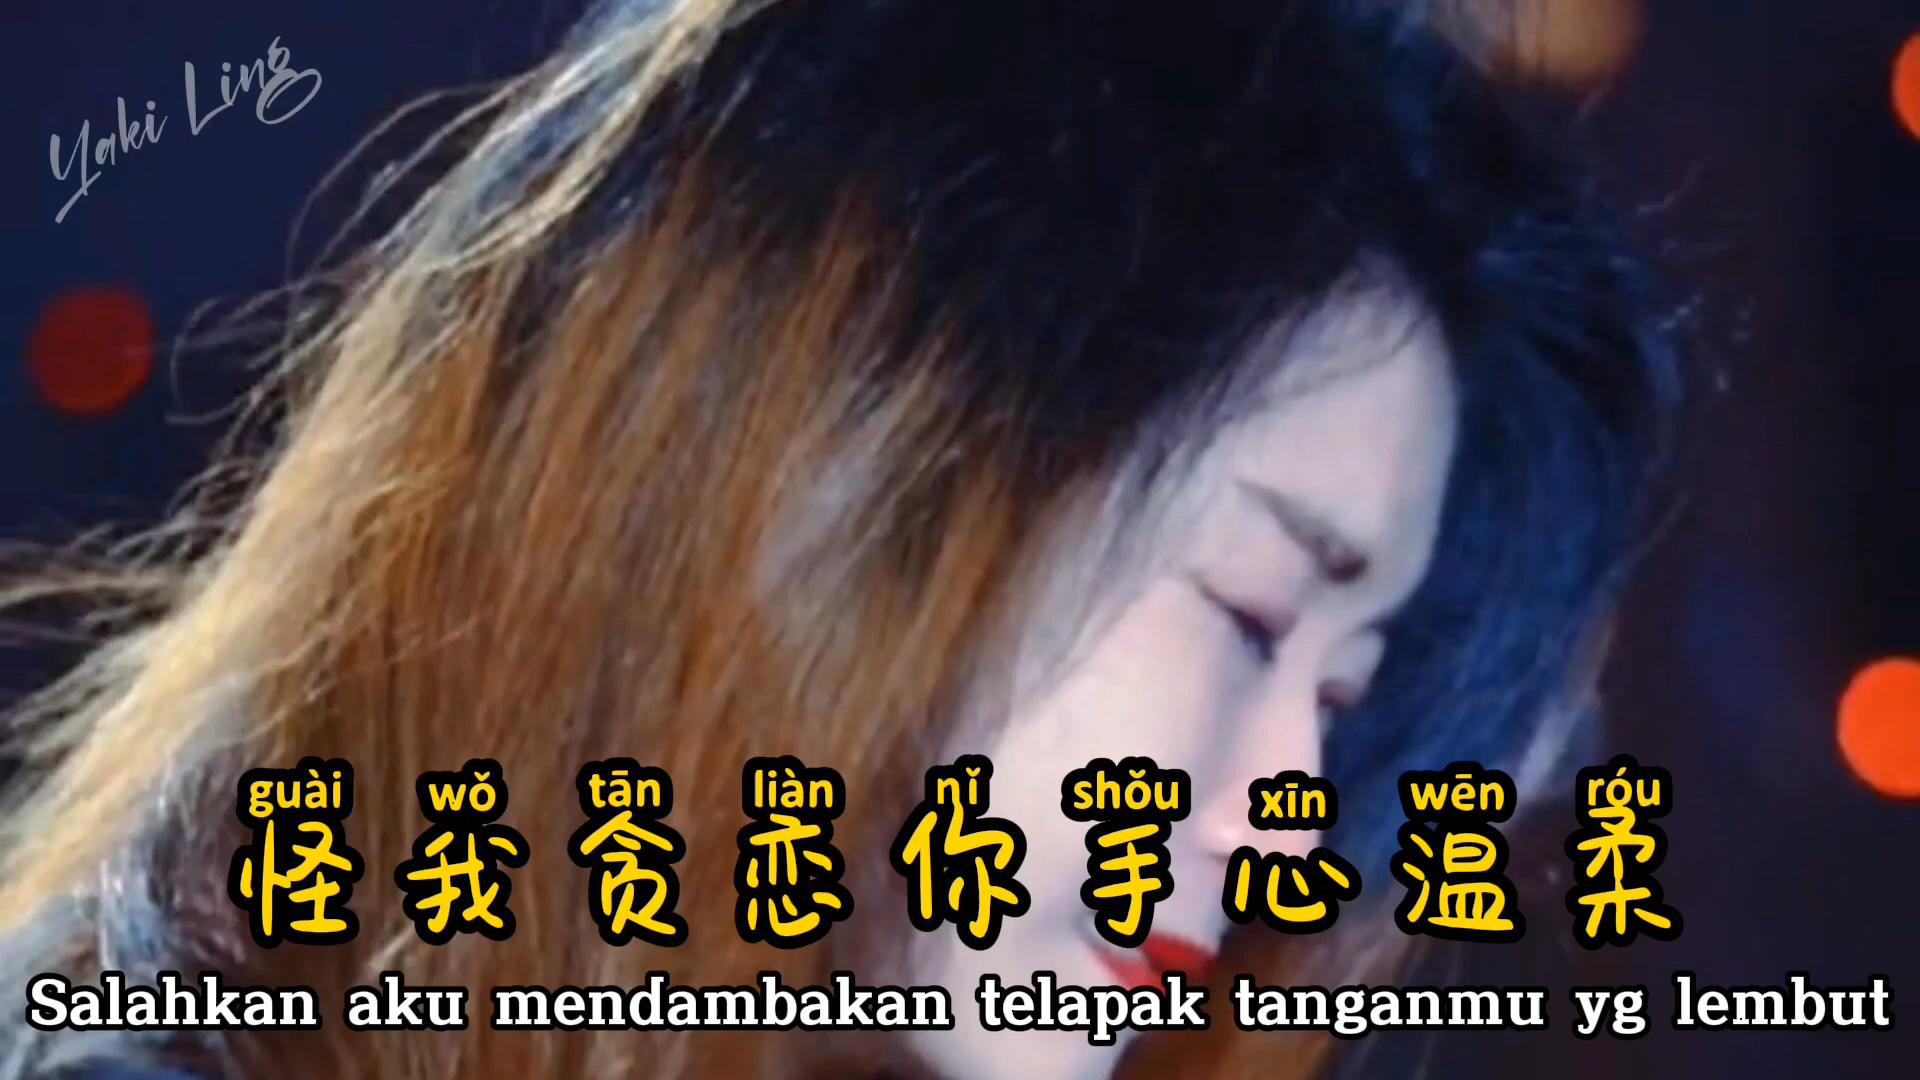 Yaki Ling
guài wǒ tān liàn nǐ shǒu xīn wēn róu
怪我贪恋你手心温柔
Salahkan aku mendambakan telapak tanganmu yg lembut